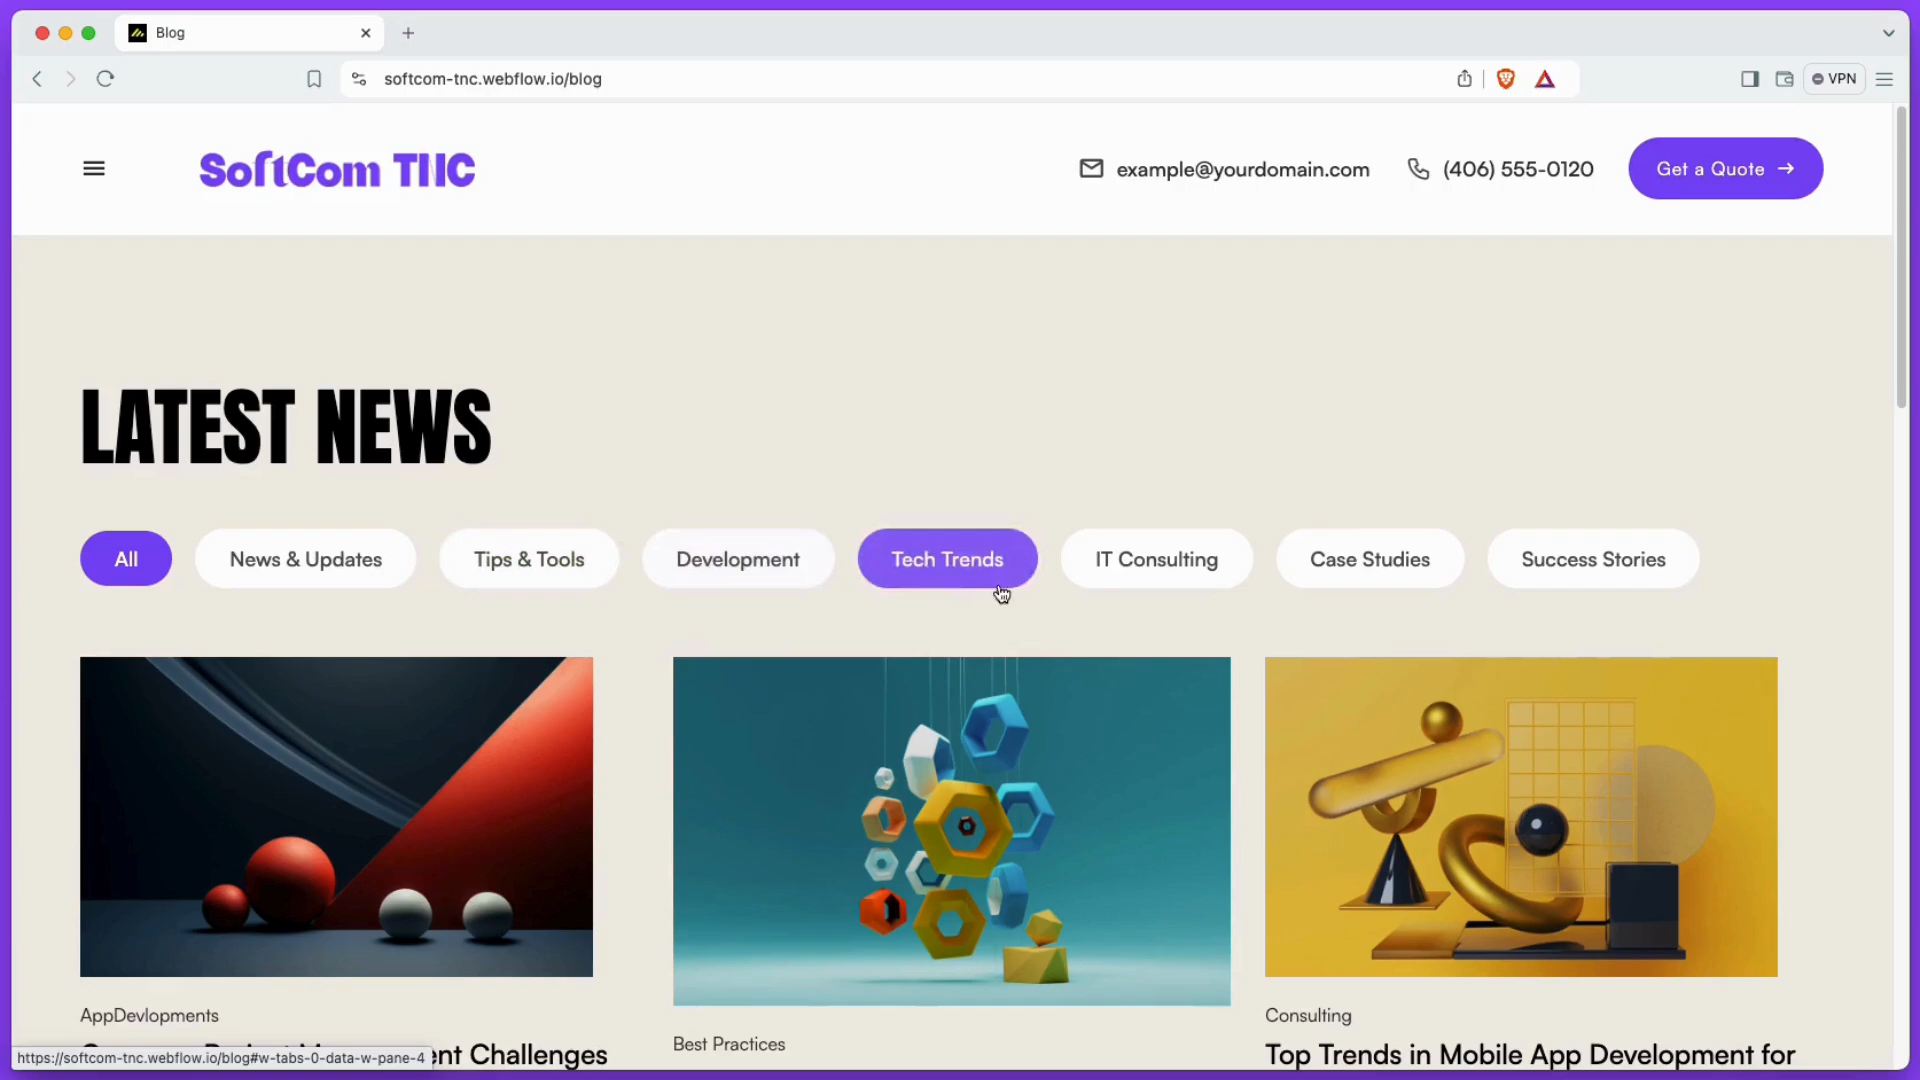 Blog
softcom-tnc.webflow.io/blog
VPN
SoftCom TNC
example@yourdomain.com
(406) 555-0120
Get a Quote
LATEST NEWS
All
News & Updates
Tips & Tools
Development
Tech Trends
IT Consulting
Case Studies
Success Stories
AppDevlopments
ent Challenges
Best Practices
Consulting
Top Trends in Mobile App Development for
https://softcom-tnc.webflow.io/blog#w-tabs-0-data-w-pane-4